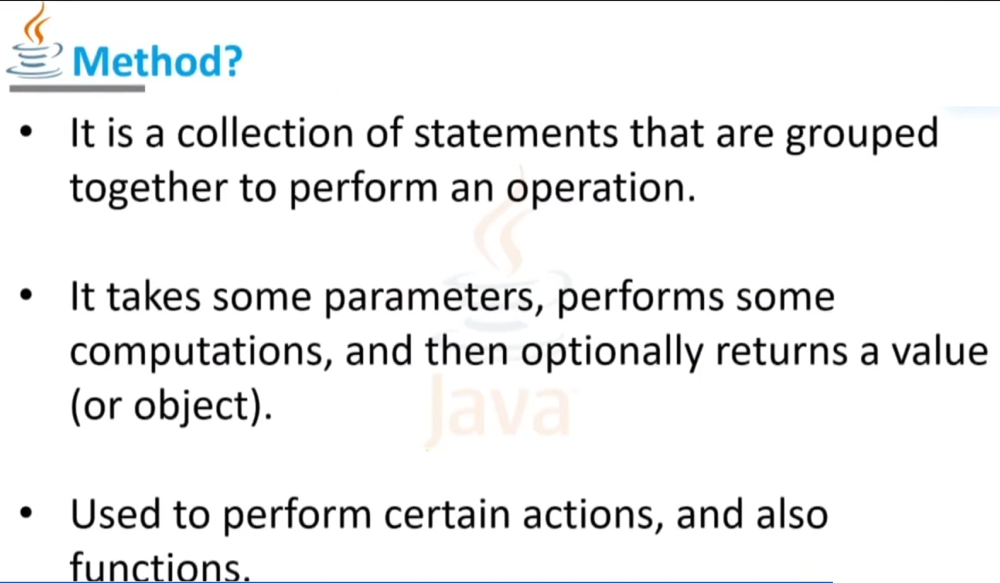 Method?
• It is a collection of statements that are grouped
together to perform an operation.
• It takes some parameters, performs some
computations, and then optionally returns a value
(or object).
Java
• Used to perform certain actions, and also
functions.